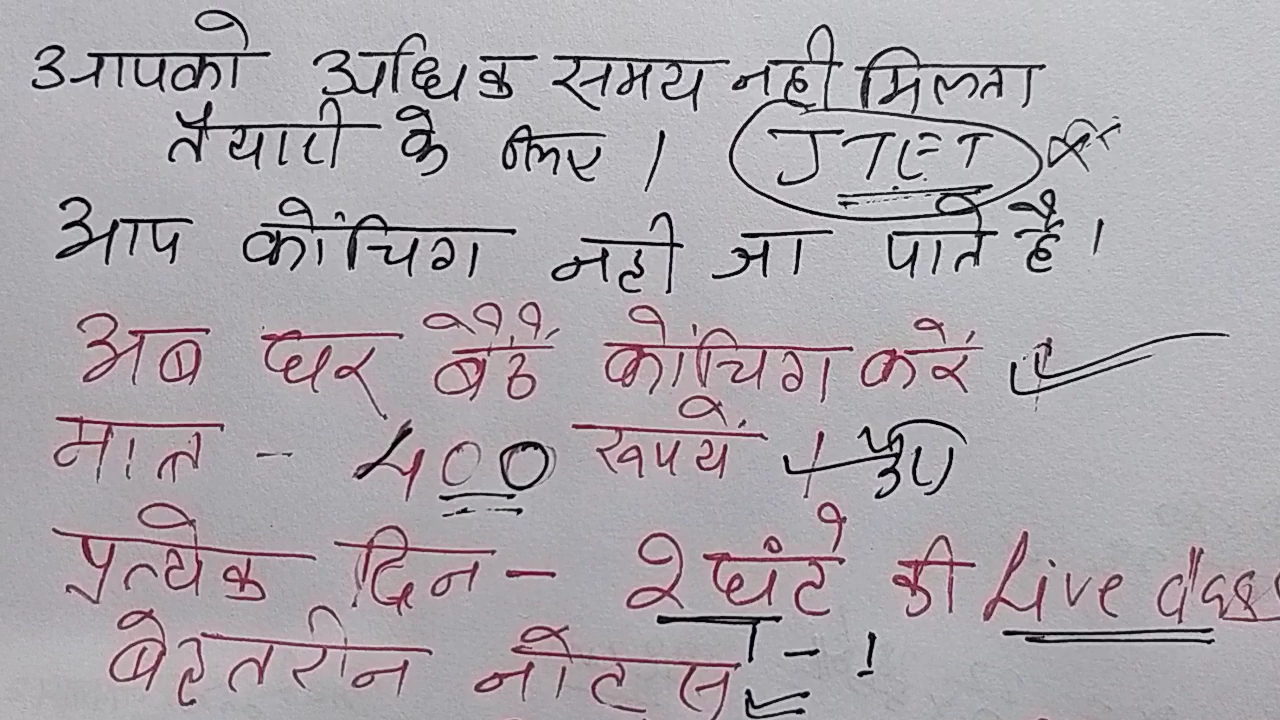 आपको अधिक समय नही मिलता
तैयारी के लिए । JTET
आप कोंचिग नही जा पाते है ।
अब घर बैठें कोंचिग करें
मात्र - 400 रूपयें ।
प्रत्येक दिन - 2 घंटे की Live class
बेहतरीन नोट्स - !